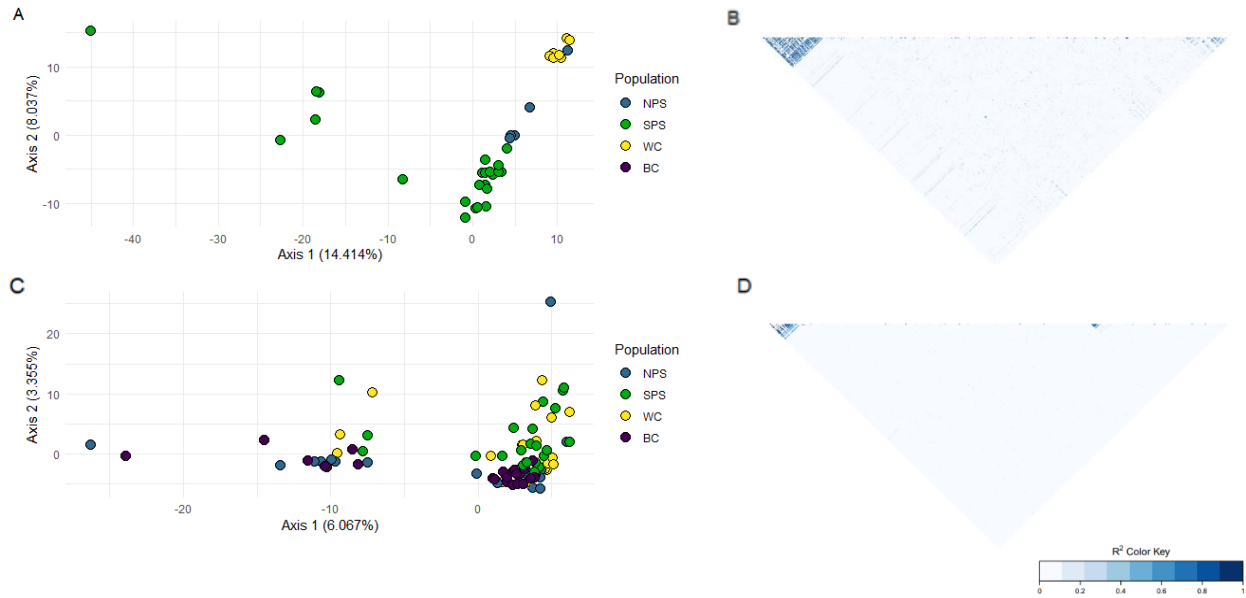 A
B
10
0
-10
-40
-30
-20
-10
0
10
Axis 1 (14.414%)
Axis 2 (8.037%)
Population
NPS
SPS
WC
BC
C
D
20
10
0
-20
-10
0
Axis 1 (6.067%)
Axis 2 (3.355%)
Population
NPS
SPS
WC
BC
R² Color Key
0 0.2 0.4 0.6 0.8 1